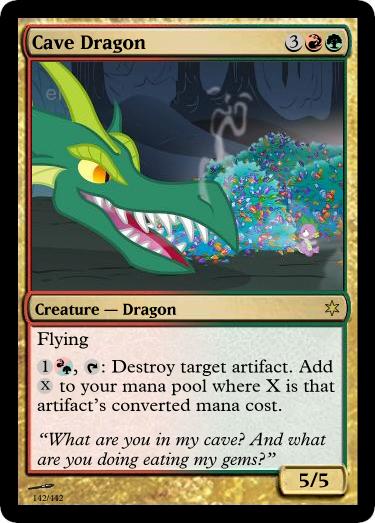 Cave Dragon 3
Creature — Dragon
Flying
1, : Destroy target artifact. Add
X to your mana pool where X is that
artifact's converted mana cost.
“What are you in my cave? And what
are you doing eating my gems?”
5/5
142/442